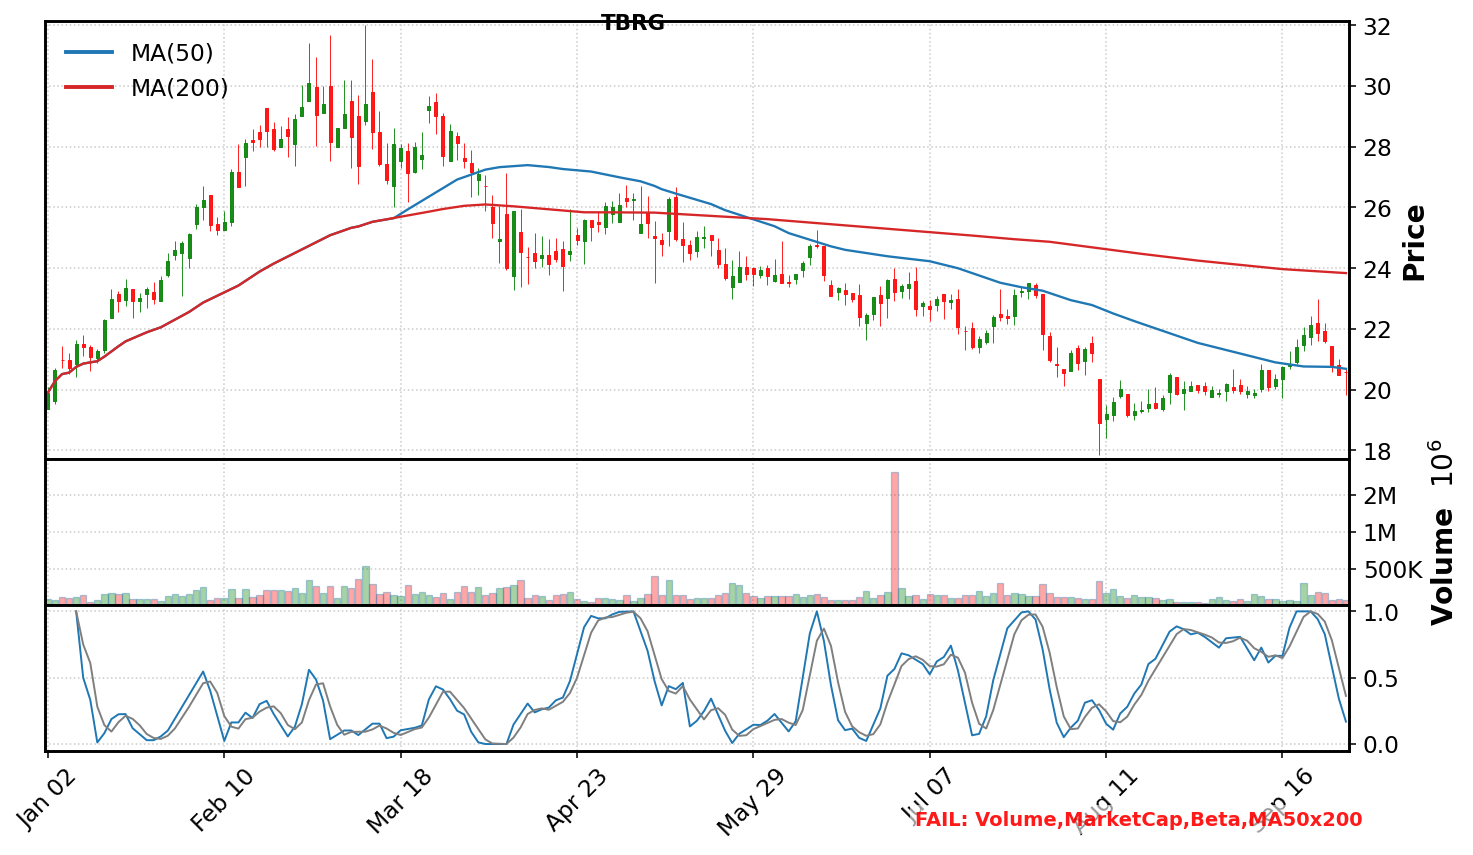 TBRG
MA(50)
MA(200)
32
30
28
26
24
22
20
18
Price
2M
1M
500K
Volume 10^6
1.0
0.5
0.0
Jan 02
Feb 10
Mar 18
Apr 23
May 29
Jul 07
Aug 11
Sep 16
FAIL: Volume,MarketCap,Beta,MA50x200